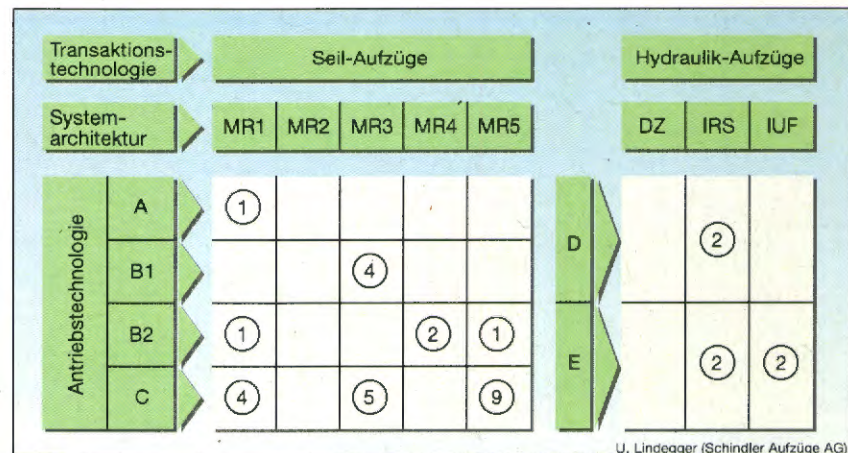 Transaktions-
technologie
Seil-Aufzüge
Hydraulik-Aufzüge
System-
architektur
MR1 MR2 MR3 MR4 MR5
DZ IRS IUF
Antriebstechnologie
A 1
B1 4
B2 1 2 1
C 4 5 9
D 2
E 2 2
U. Lindegger (Schindler Aufzüge AG)